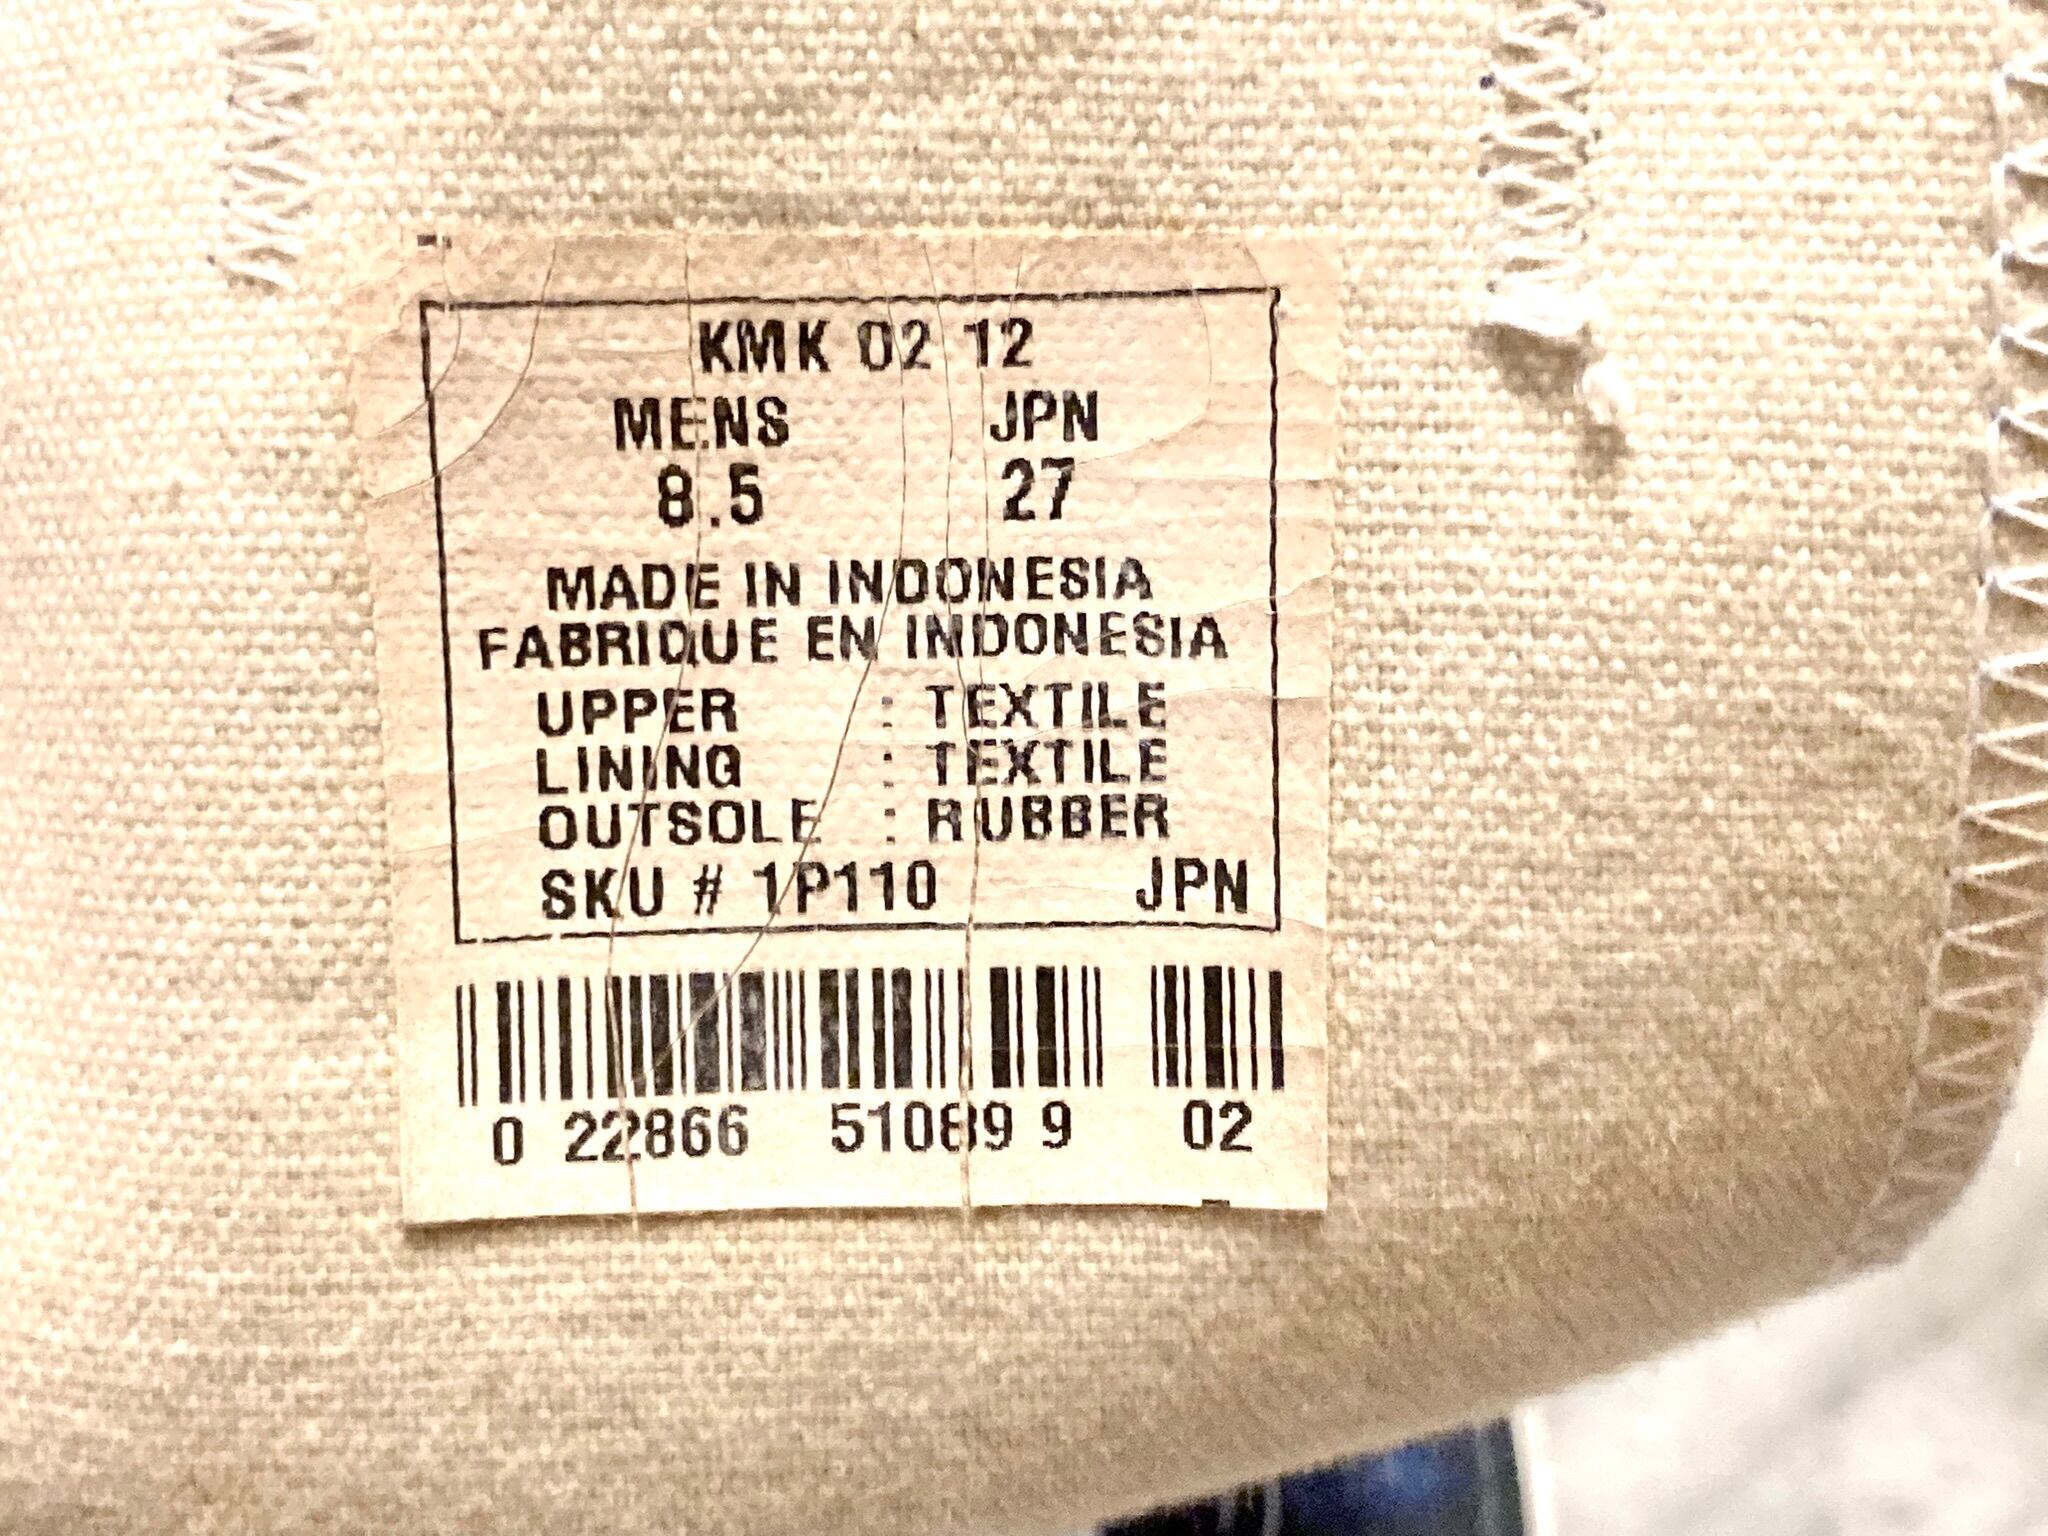 KMK 02 12
MENS JPN
8.5 27
MADE IN INDONESIA
FABRIQUE EN INDONESIA
UPPER : TEXTILE
LINING : TEXTILE
OUTSOLE : RUBBER
SKU # 1P110 JPN
0 22866 51089 9 02